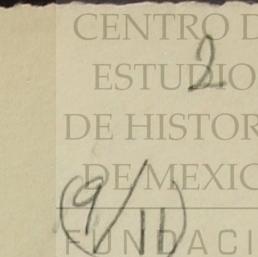 CENTRO D
2
ESTUDIO
DE HISTOR
DE MEXIC
(9/11)
FUNDACI